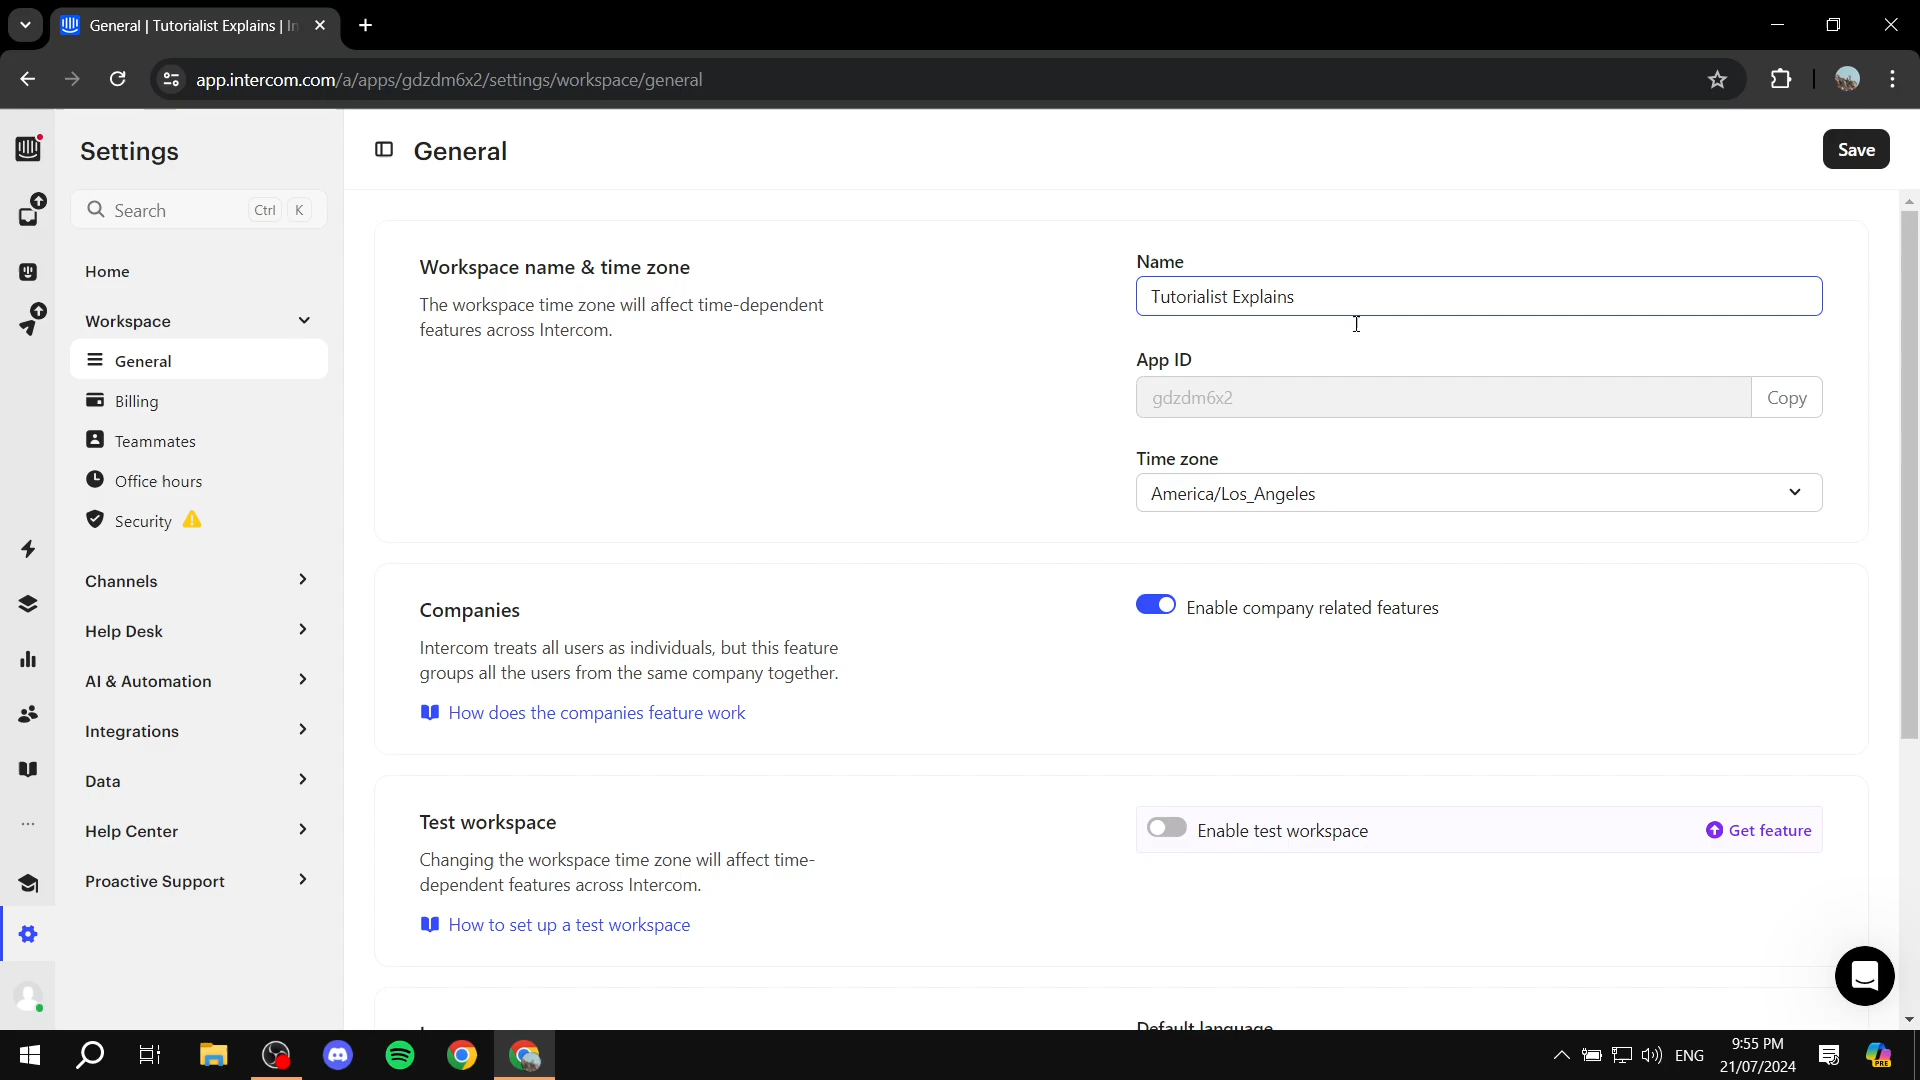 General | Tutorialist Explains | In
app.intercom.com/a/apps/gdzdm6x2/settings/workspace/general
Settings
General
Save
Search Ctrl K
Home
Workspace
General
Billing
Teammates
Office hours
Security
Channels
Help Desk
AI & Automation
Integrations
Data
Help Center
Proactive Support
Workspace name & time zone
The workspace time zone will affect time-dependent
features across Intercom.
Name
Tutorialist Explains
App ID
gdzdm6x2 Copy
Time zone
America/Los_Angeles
Companies
Intercom treats all users as individuals, but this feature
groups all the users from the same company together.
How does the companies feature work
Enable company related features
Test workspace
Changing the workspace time zone will affect time-
dependent features across Intercom.
How to set up a test workspace
Enable test workspace
Get feature
Default language
ENG
9:55 PM
21/07/2024
PRE